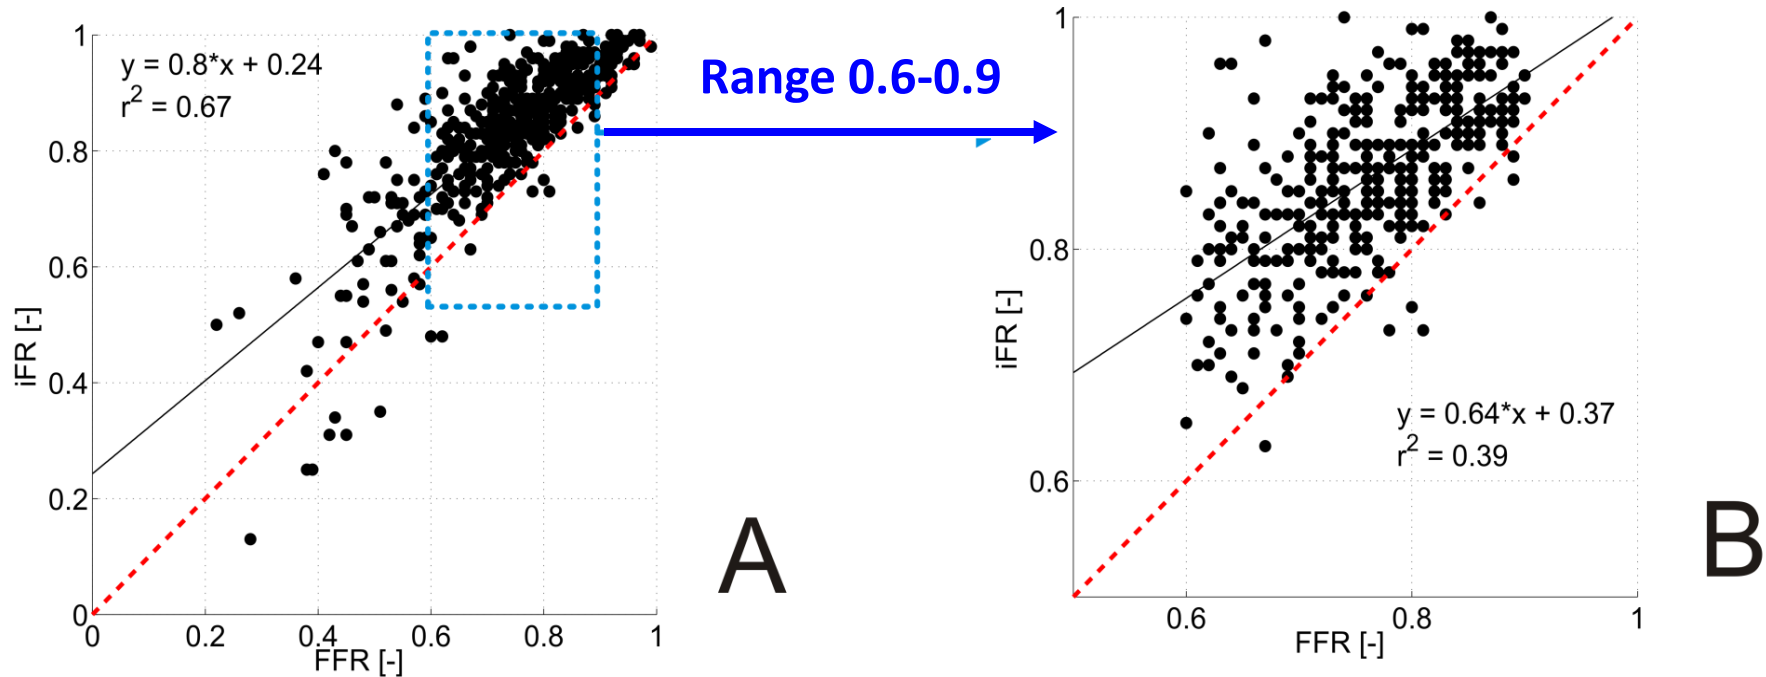 y = 0.8*x + 0.24
r² = 0.67
1
0.8
0.6
0.4
0.2
0
iFR [-]
0 0.2 0.4 0.6 0.8 1
FFR [-]
A
Range 0.6-0.9
1
0.8
0.6
iFR [-]
y = 0.64*x + 0.37
r² = 0.39
0.6 0.8 1
FFR [-]
B